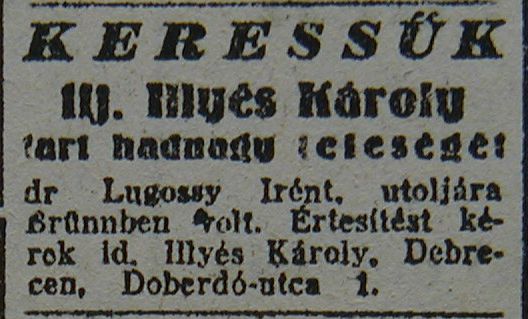 KERESSÜK
Ifj. Illyés Károly
tart hadnagy feleségét
dr Lugossy Irént, utoljára
Brünnben volt. Értesítést ké-
rek id. Illyés Károly, Debre-
cen, Doberdó-utca 1.